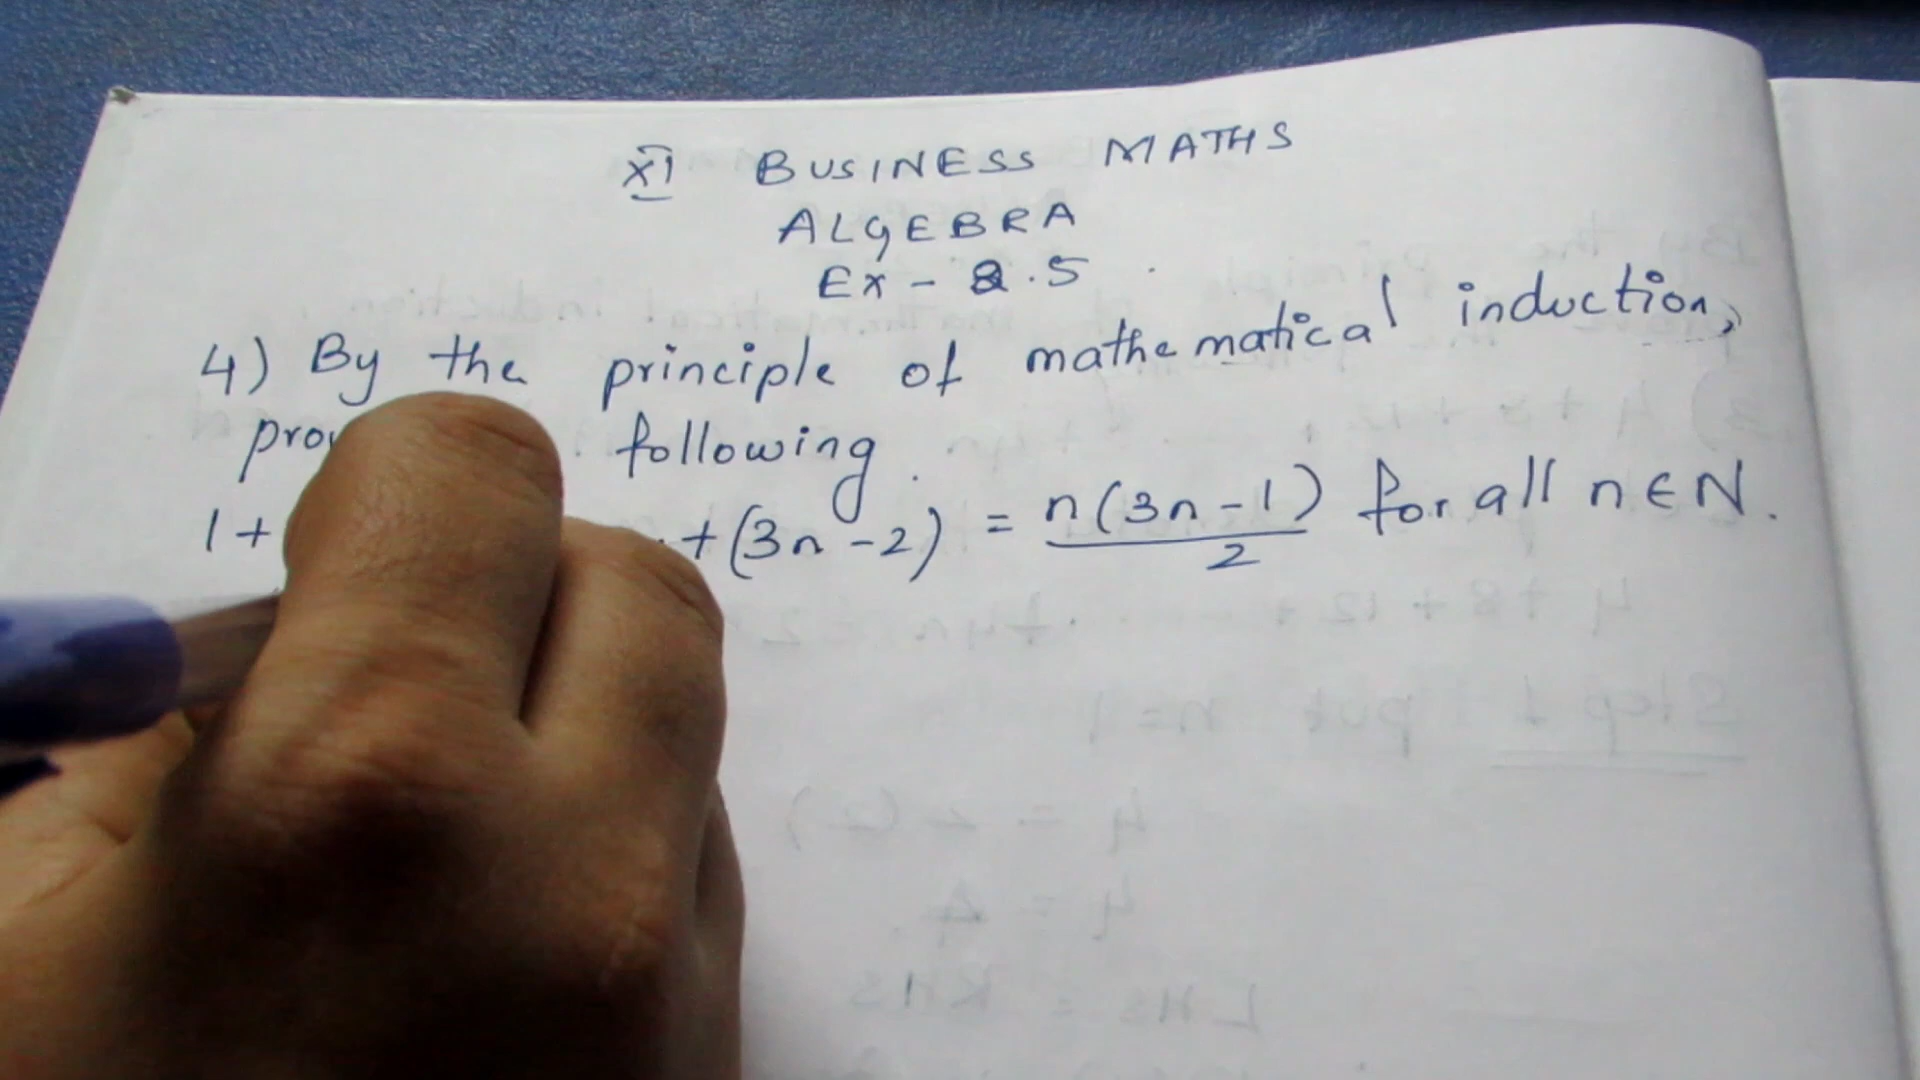 XI BUSINESS MATHS
ALGEBRA
Ex - 2.5
4) By the principle of mathematical induction,
following
1+ ..+(3n-2) = n(3n-1)/2 for all n∈N.